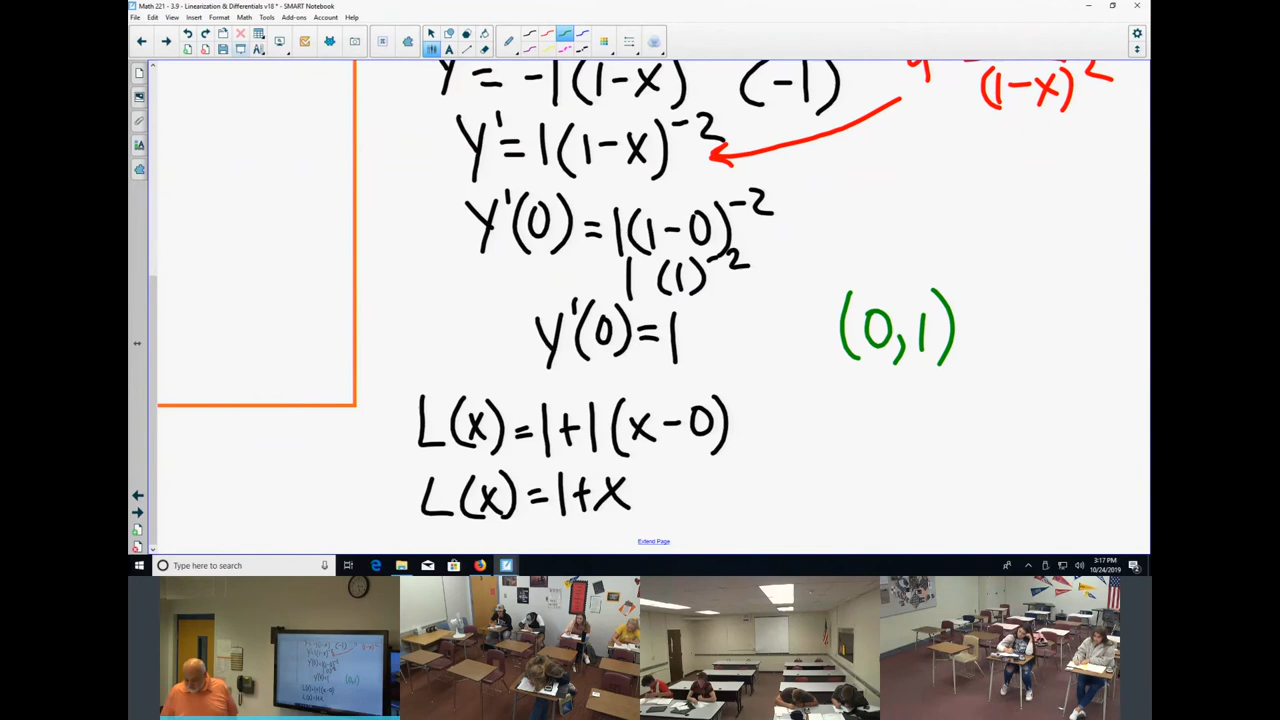 Math 221 - 3.9 - Linearization & Differentials v18 * - SMART Notebook
File Edit View Insert Format Math Tools Add-ons Account Help
(1-x)²
y = -1(1-x) (-1)
y' = 1(1-x)⁻²
y'(0) = 1(1-0)⁻²
1 (1)⁻²
y'(0) = 1
(0,1)
L(x) = 1+1(x-0)
L(x) = 1+x
Extend Page
Type here to search
3:17 PM
10/24/2019